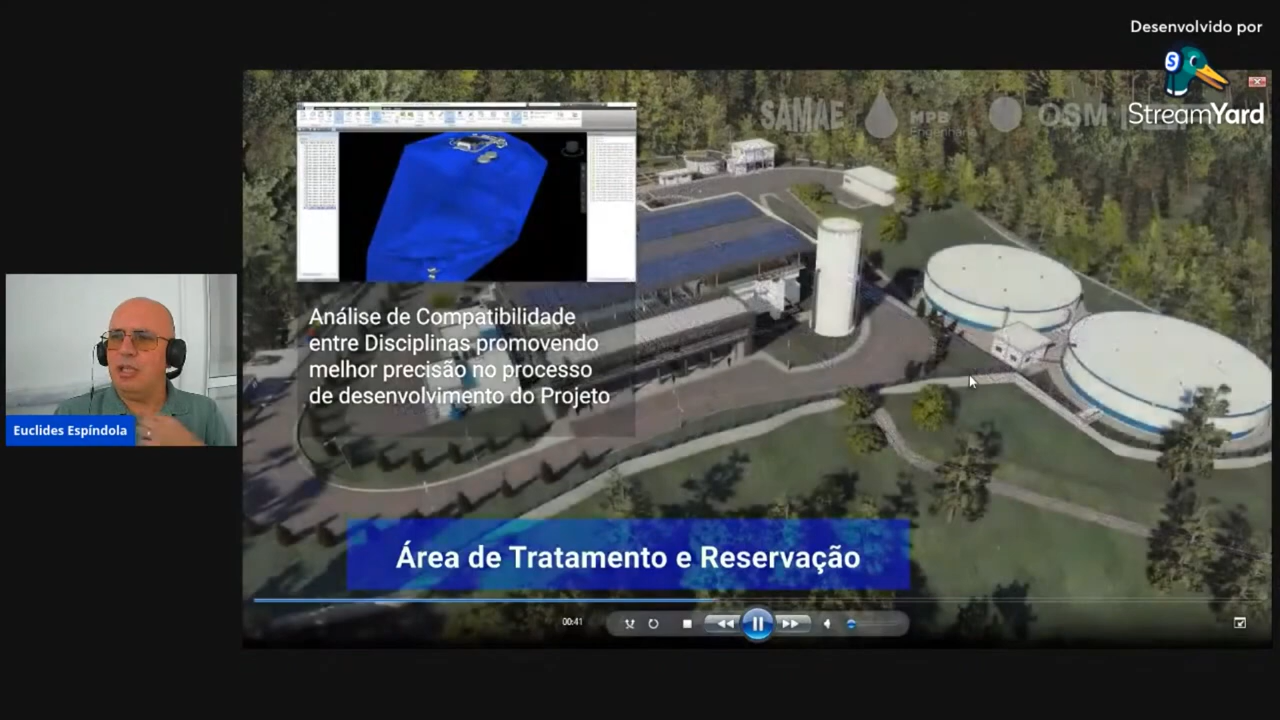 Desenvolvido por
StreamYard
SAMAE
MPB
Engenharia
OSM
Análise de Compatibilidade
entre Disciplinas promovendo
melhor precisão no processo
de desenvolvimento do Projeto
Euclides Espíndola
Área de Tratamento e Reservação
00:41